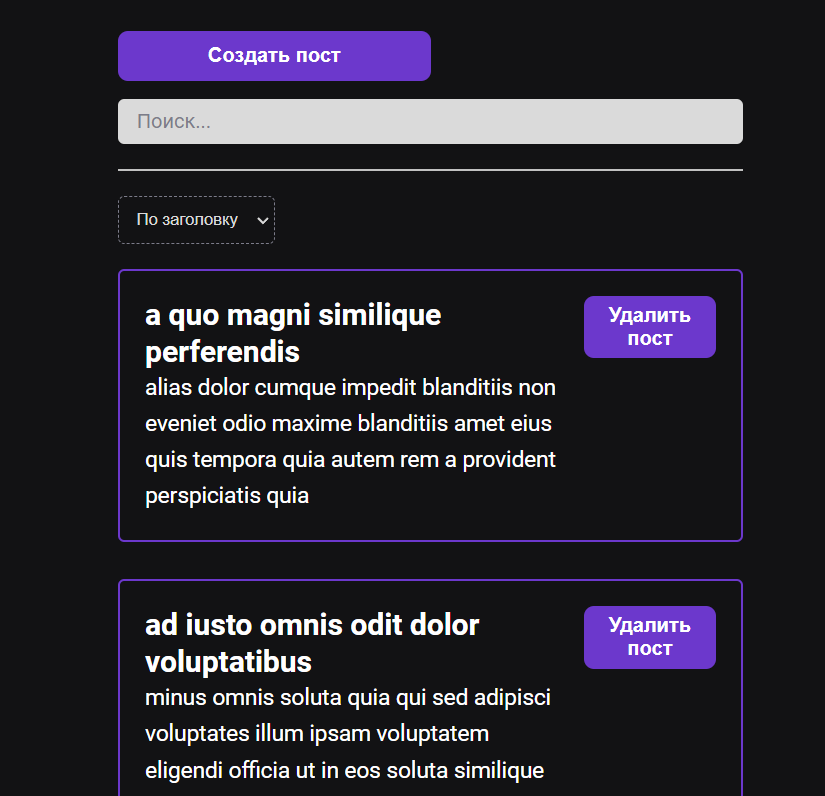 Создать пост
Поиск...
По заголовку
a quo magni similique
perferendis
Удалить
пост
alias dolor cumque impedit blanditiis non
eveniet odio maxime blanditiis amet eius
quis tempora quia autem rem a provident
perspiciatis quia
ad iusto omnis odit dolor
voluptatibus
Удалить
пост
minus omnis soluta quia qui sed adipisci
voluptates illum ipsam voluptatem
eligendi officia ut in eos soluta similique